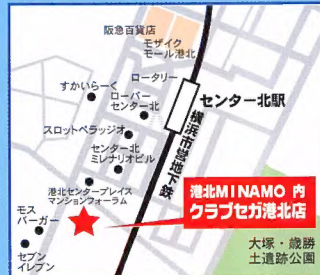 阪急百貨店
モザイク
モール港北
すかいらーく
ロータリー
ローバー
センター北
センター北駅
スロットベラッジオ
横浜市営地下鉄
センター北
ミレナリオビル
港北センタープレイス
マンションフォーラム
港北MINAMO 内
クラブセガ港北店
モス
バーガー
セブン
イレブン
大塚・歳勝
土遺跡公園